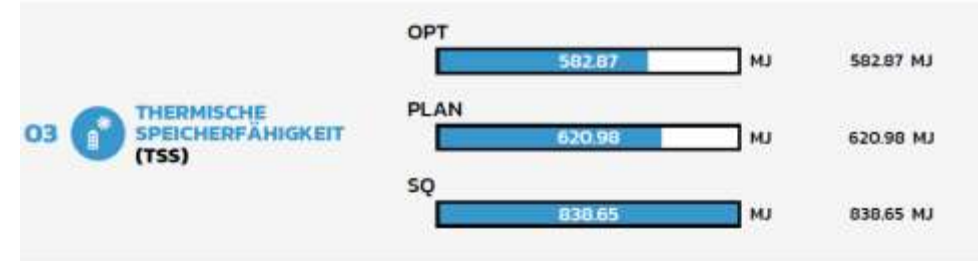 03
THERMISCHE
SPEICHERFÄHIGKEIT
(TSS)
OPT
582.87 MJ 582.87 MJ
PLAN
620.98 MJ 620.98 MJ
SQ
838.65 MJ 838.65 MJ